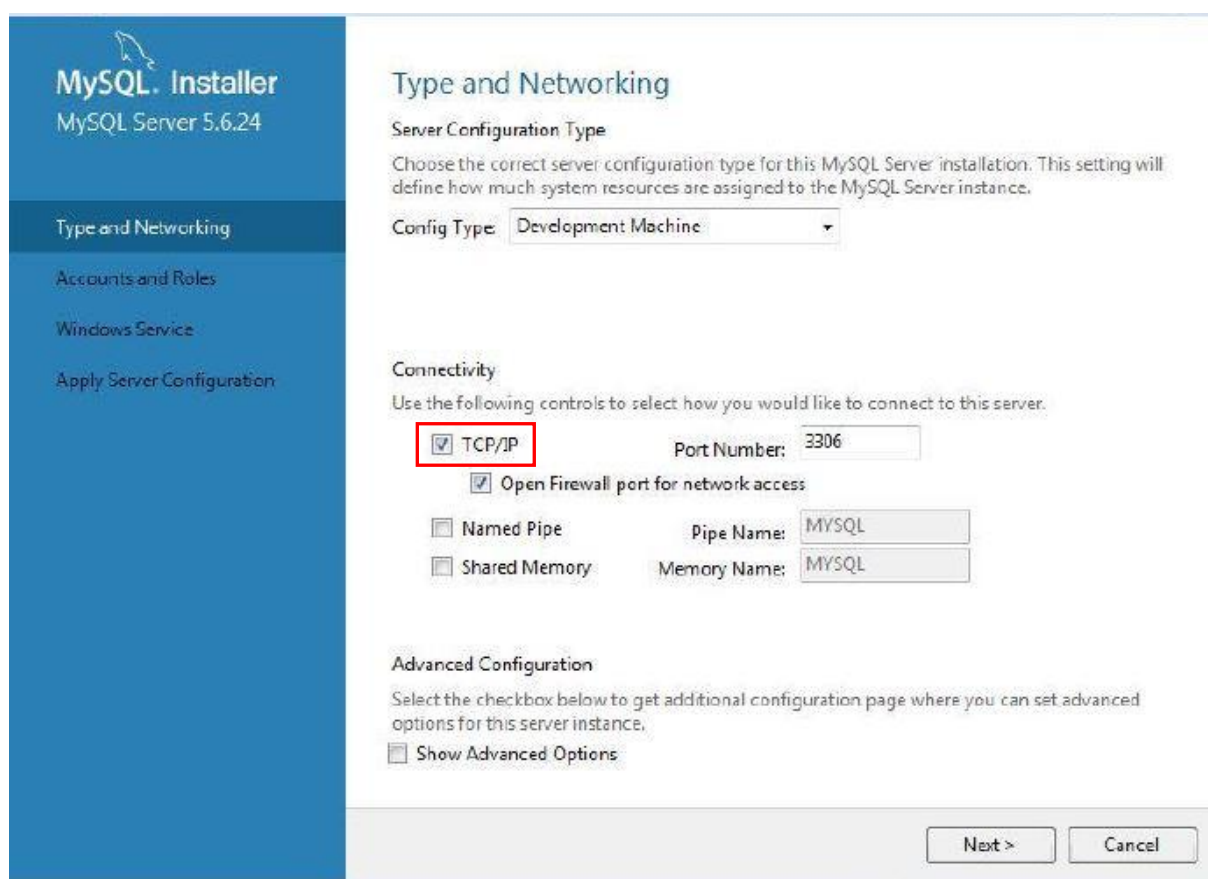 MySQL. Installer
MySQL Server 5.6.24
Type and Networking
Accounts and Roles
Windows Service
Apply Server Configuration
Type and Networking
Server Configuration Type
Choose the correct server configuration type for this MySQL Server installation. This setting will
define how much system resources are assigned to the MySQL Server instance.
Config Type: Development Machine
Connectivity
Use the following controls to select how you would like to connect to this server.
TCP/IP Port Number: 3306
Open Firewall port for network access
Named Pipe Pipe Name: MYSQL
Shared Memory Memory Name: MYSQL
Advanced Configuration
Select the checkbox below to get additional configuration page where you can set advanced
options for this server instance.
Show Advanced Options
Next > Cancel